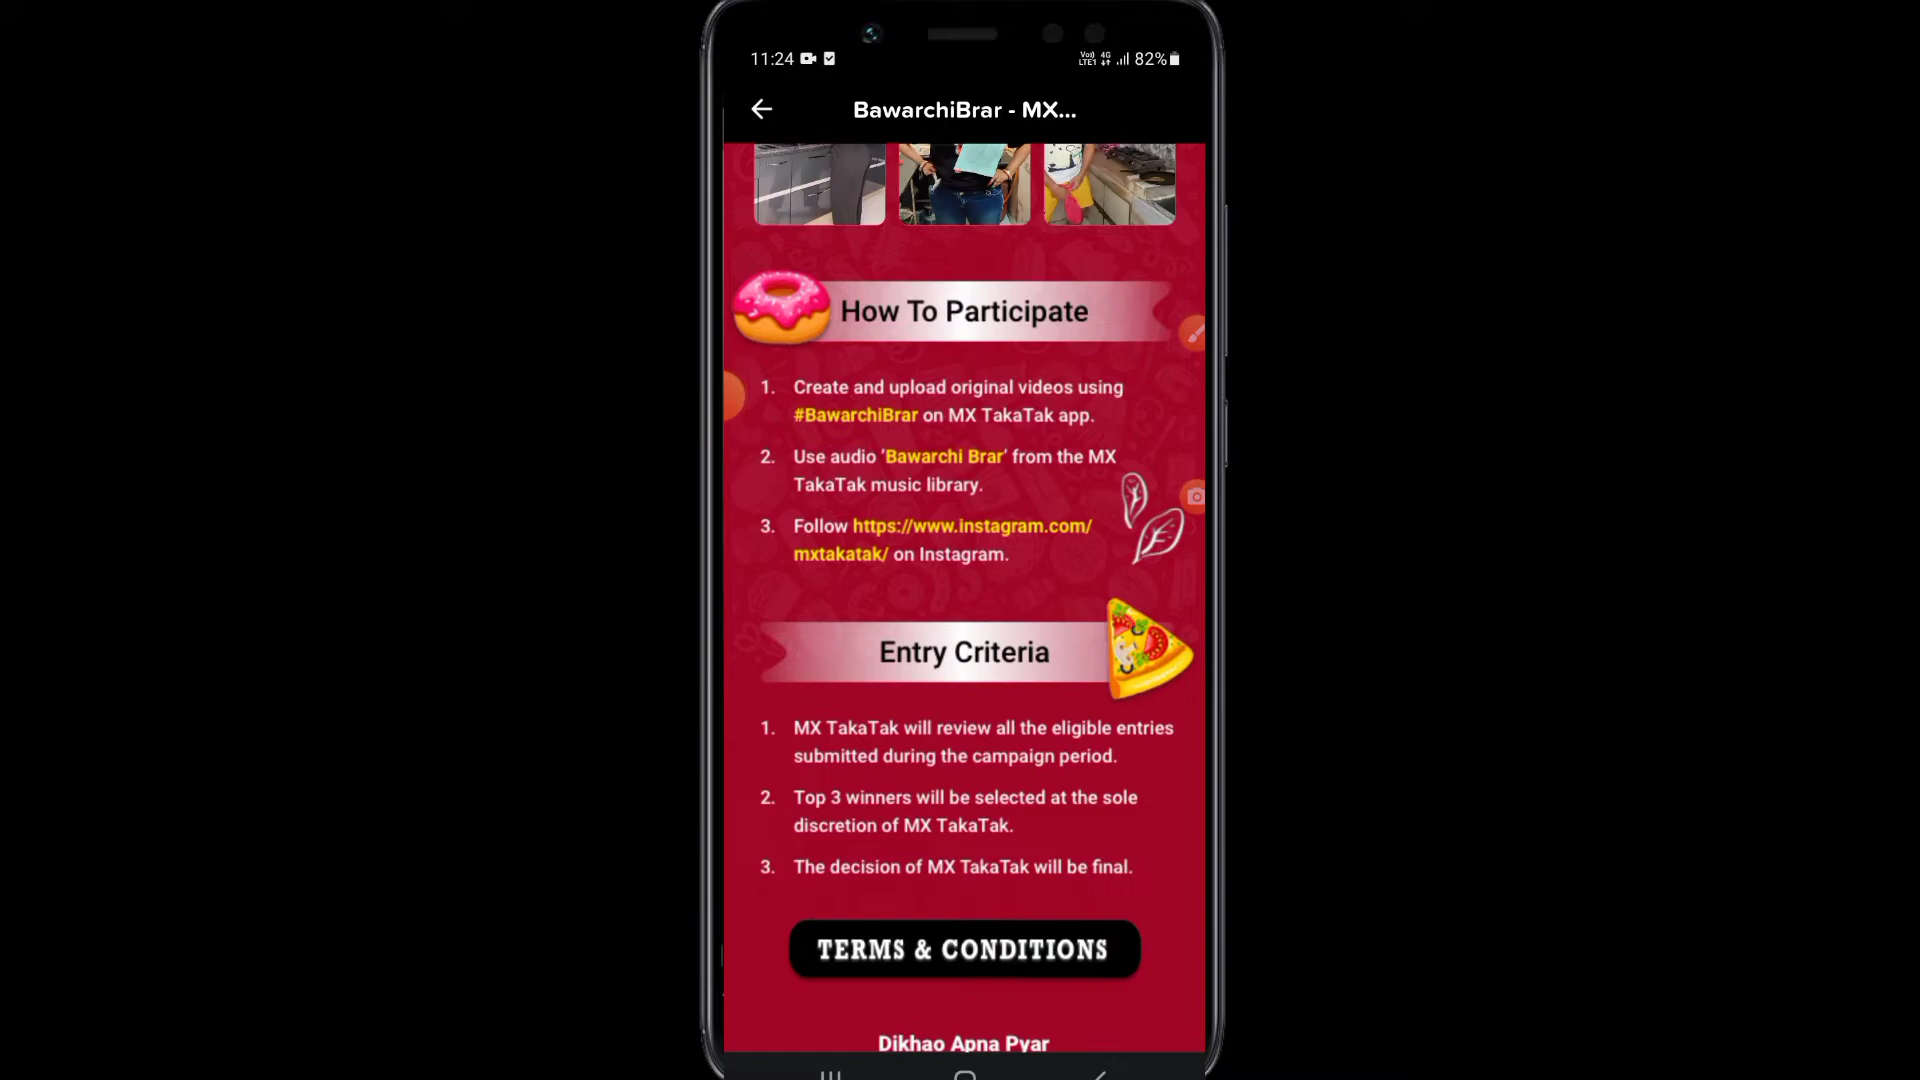 11:24
Vo) 4G LTE1 82%
BawarchiBrar - MX...
How To Participate
1. Create and upload original videos using
#BawarchiBrar on MX TakaTak app.
2. Use audio 'Bawarchi Brar' from the MX
TakaTak music library.
3. Follow https://www.instagram.com/
mxtakatak/ on Instagram.
Entry Criteria
1. MX TakaTak will review all the eligible entries
submitted during the campaign period.
2. Top 3 winners will be selected at the sole
discretion of MX TakaTak.
3. The decision of MX TakaTak will be final.
TERMS & CONDITIONS
Dikhao Apna Pyar